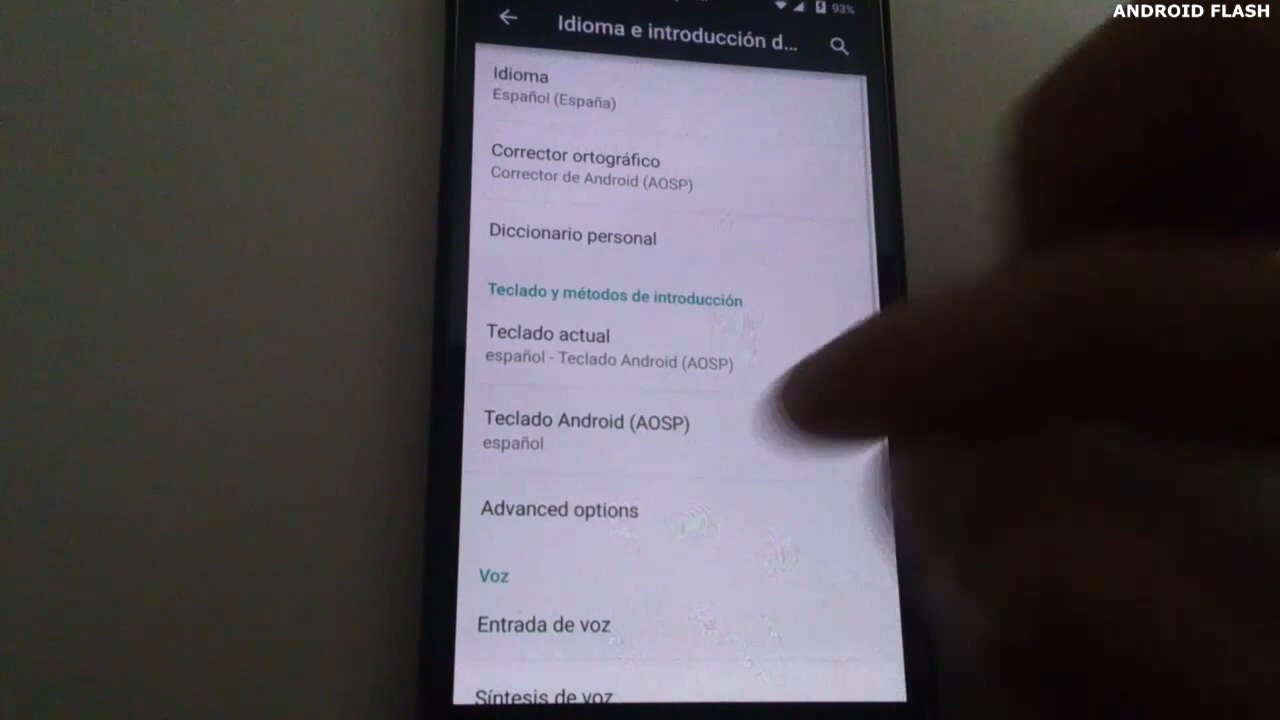 ANDROID FLASH
93%
Idioma e introducción d...
Idioma
Español (España)
Corrector ortográfico
Corrector de Android (AOSP)
Diccionario personal
Teclado y métodos de introducción
Teclado actual
español - Teclado Android (AOSP)
Teclado Android (AOSP)
español
Advanced options
Voz
Entrada de voz
Síntesis de voz